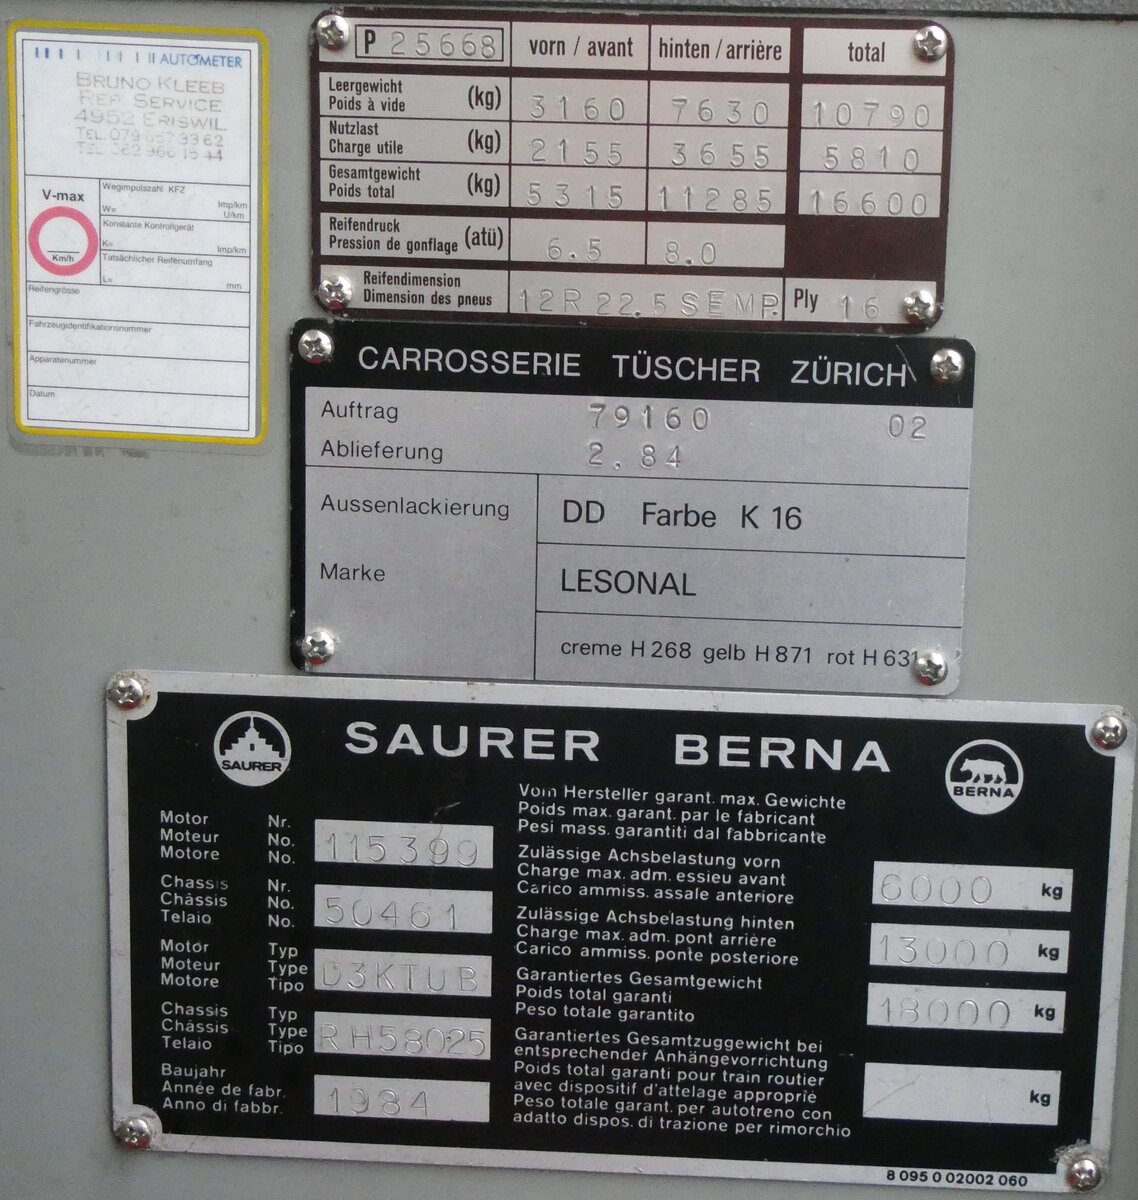 AUTOMETER
BRUNO KLEEB
REP. SERVICE
4952 ERISWIL
TEL. 079 657 33 62
TEL. 062 966 15 44
V-max
Km/h
Wegimpulszahl KFZ
W= Imp/km
U/km
Konstante Kontrollgerät
K= Imp/km
Tatsächlicher Reifenumfang
L= mm
Reifengrösse
Fahrzeugidentifikationsnummer
Apparatenummer
Datum
P 25668 vorn / avant hinten / arrière total
Leergewicht
Poids à vide (kg) 3160 7630 10790
Nutzlast
Charge utile (kg) 2155 3655 5810
Gesamtgewicht
Poids total (kg) 5315 11285 16600
Reifendruck
Pression de gonflage (atü) 6.5 8.0
Reifendimension
Dimension des pneus 12R 22.5 SEMP. Ply 16
CARROSSERIE TÜSCHER ZÜRICH
Auftrag 79160 02
Ablieferung 2.84
Aussenlackierung DD Farbe K 16
Marke LESONAL
creme H 268 gelb H 871 rot H 631
SAURER
SAURER BERNA
BERNA
Motor Nr.
Moteur No. 115399
Motore No.
Chassis Nr.
Châssis No. 50461
Telaio No.
Motor Typ
Moteur Type D3KTUB
Motore Tipo
Chassis Typ
Châssis Type RH58025
Telaio Tipo
Baujahr
Année de fabr. 1984
Anno di fabbr.
Vom Hersteller garant. max. Gewichte
Poids max. garant. par le fabricant
Pesi mass. garantiti dal fabbricante
Zulässige Achsbelastung vorn
Charge max. adm. essieu avant 6000 kg
Carico ammiss. assale anteriore
Zulässige Achsbelastung hinten
Charge max. adm. pont arrière 13000 kg
Carico ammiss. ponte posteriore
Garantiertes Gesamtgewicht
Poids total garanti 18000 kg
Peso totale garantito
Garantiertes Gesamtzuggewicht bei
entsprechender Anhängevorrichtung
Poids total garanti pour train routier
avec dispositif d'attelage approprié kg
Peso totale garant. per autotreno con
adatto dispos. di trazione per rimorchio
8 095 0 02002 060